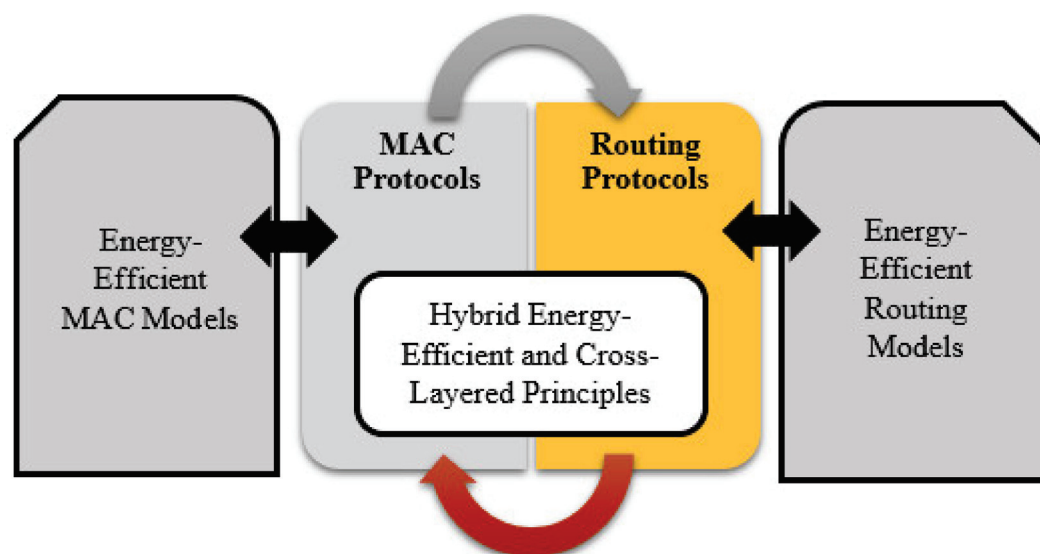 Energy-
Efficient
MAC Models
MAC
Protocols
Routing
Protocols
Hybrid Energy-
Efficient and Cross-
Layered Principles
Energy-
Efficient
Routing
Models